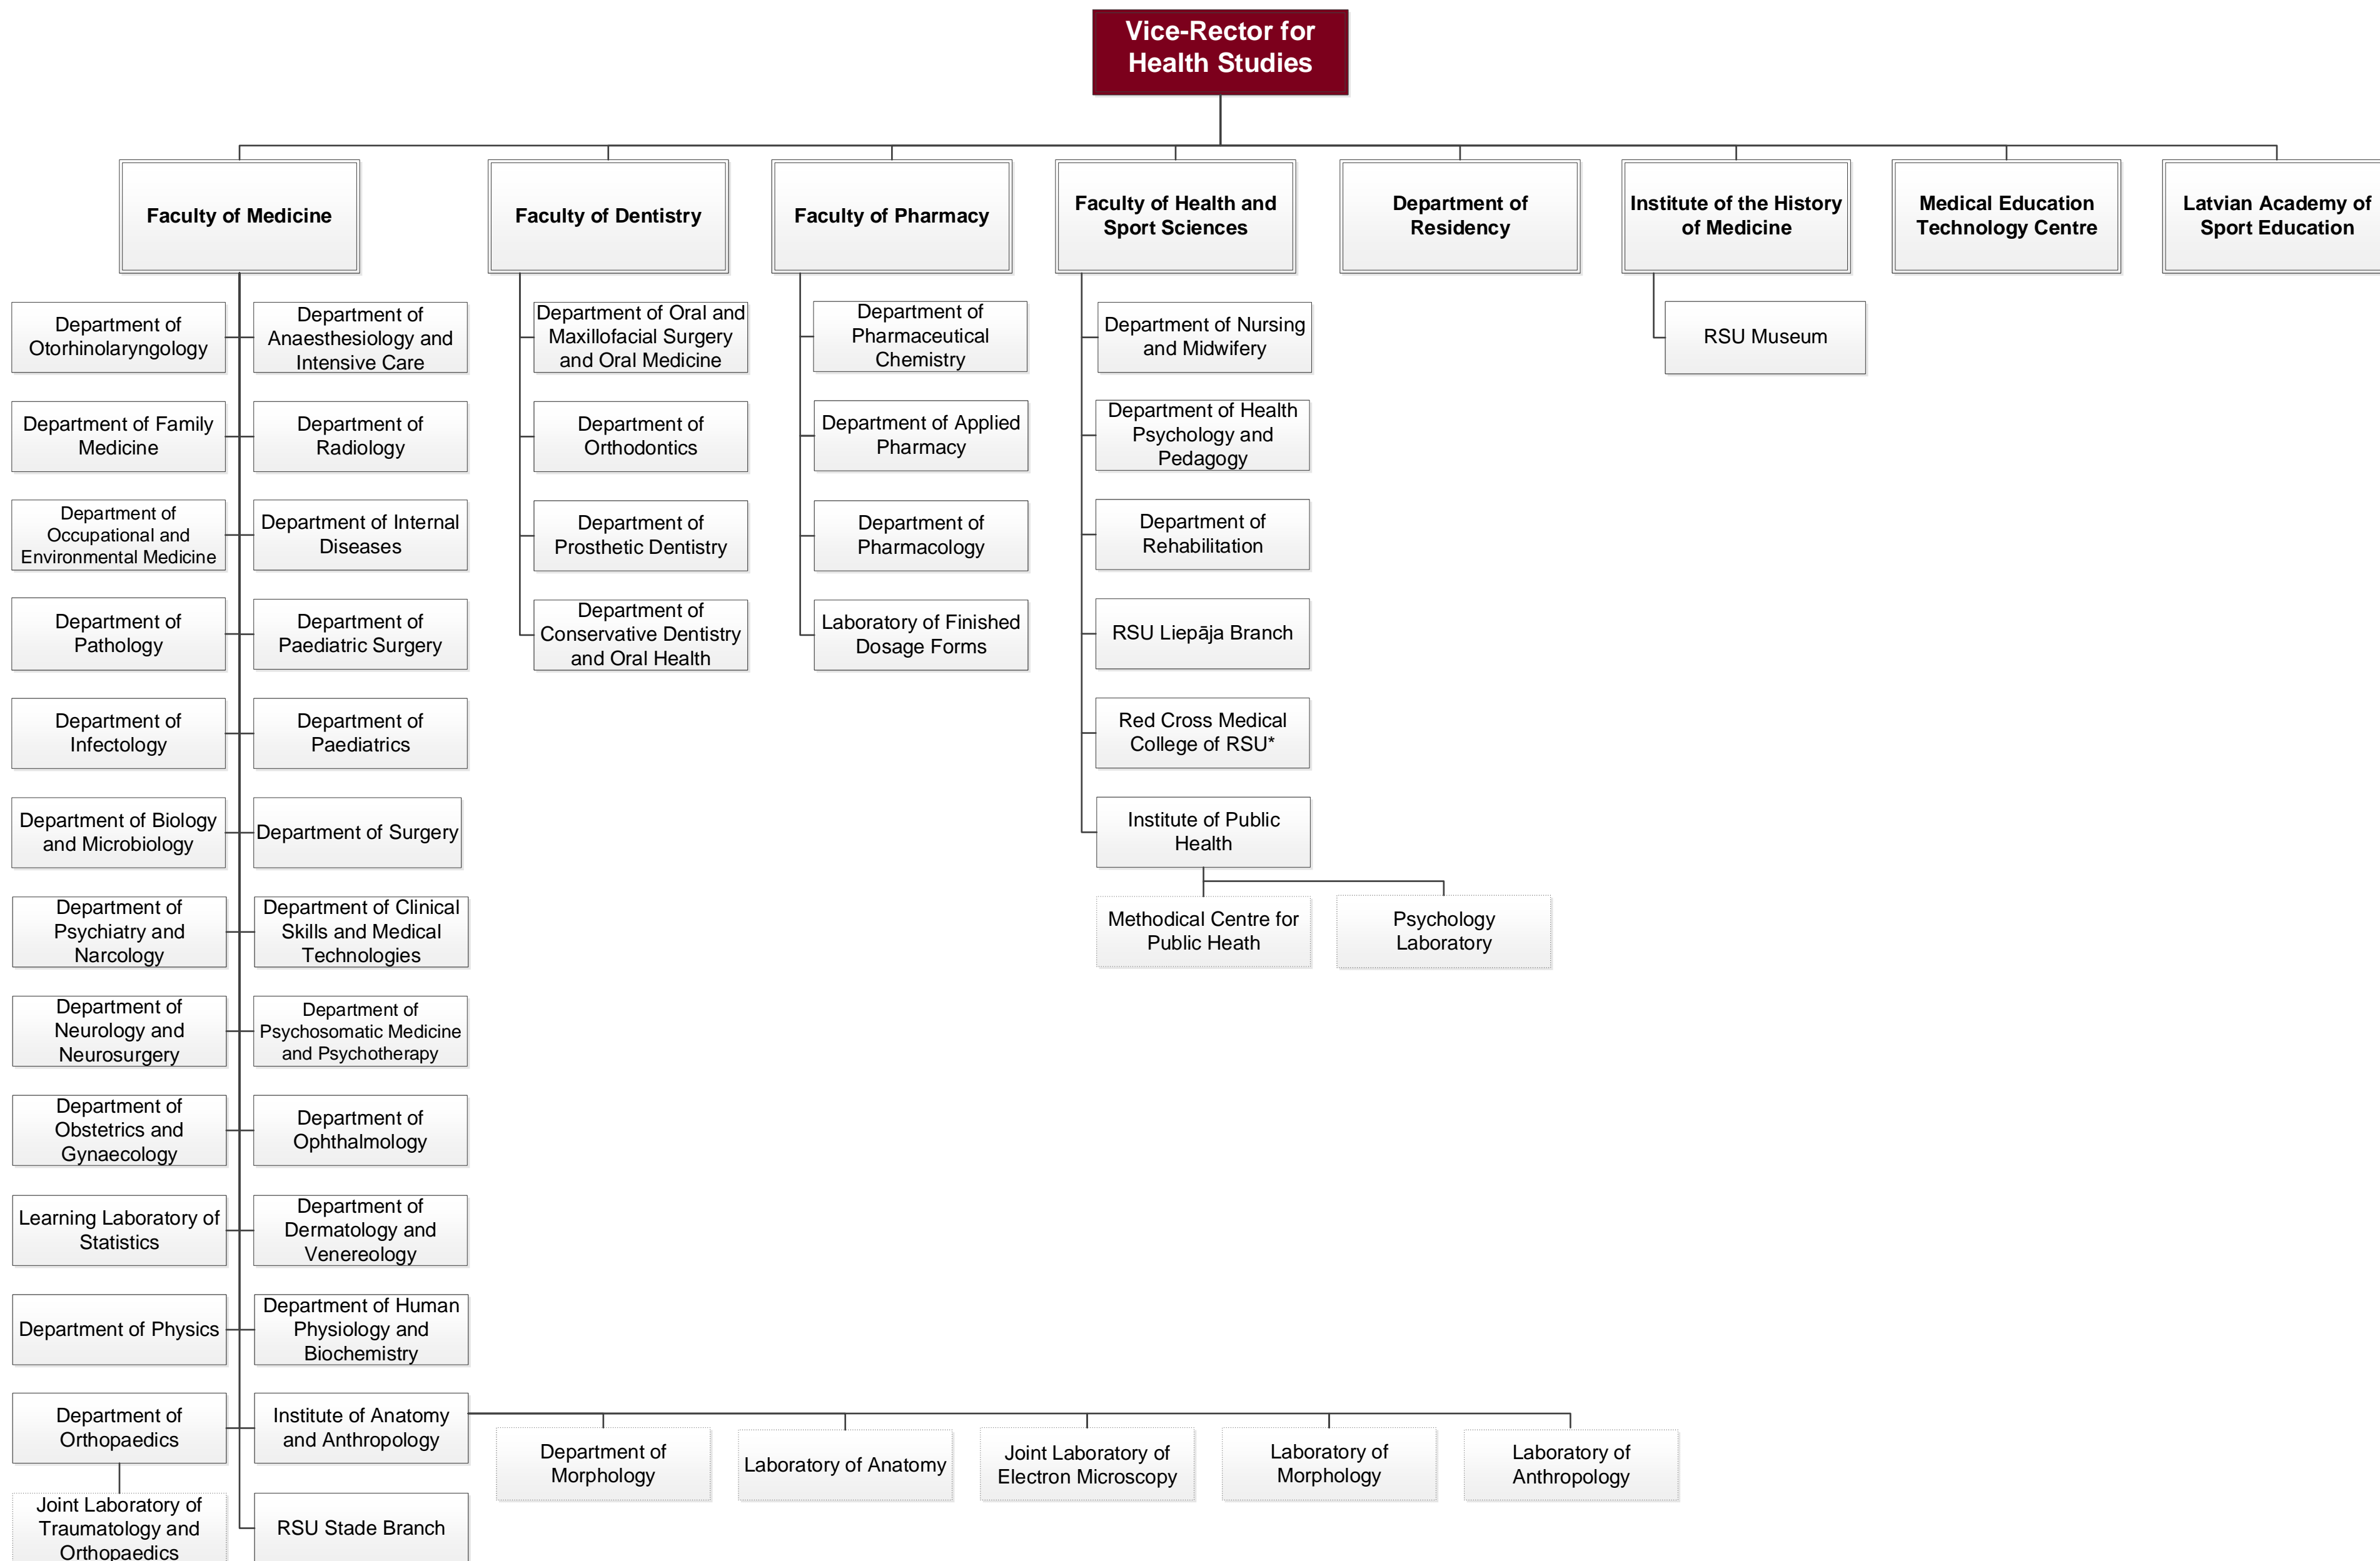 Vice-Rector for
Health Studies
Faculty of Medicine
Faculty of Dentistry
Faculty of Pharmacy
Faculty of Health and
Sport Sciences
Department of
Residency
Institute of the History
of Medicine
Medical Education
Technology Centre
Latvian Academy of
Sport Education
Department of
Otorhinolaryngology
Department of
Anaesthesiology and
Intensive Care
Department of Oral and
Maxillofacial Surgery
and Oral Medicine
Department of
Pharmaceutical
Chemistry
Department of Nursing
and Midwifery
RSU Museum
Department of Family
Medicine
Department of
Radiology
Department of
Orthodontics
Department of Applied
Pharmacy
Department of Health
Psychology and
Pedagogy
Department of
Occupational and
Environmental Medicine
Department of Internal
Diseases
Department of
Prosthetic Dentistry
Department of
Pharmacology
Department of
Rehabilitation
Department of
Pathology
Department of
Paediatric Surgery
Department of
Conservative Dentistry
and Oral Health
Laboratory of Finished
Dosage Forms
RSU Liepāja Branch
Department of
Infectology
Department of
Paediatrics
Red Cross Medical
College of RSU*
Department of Biology
and Microbiology
Department of Surgery
Institute of Public
Health
Department of
Psychiatry and
Narcology
Department of Clinical
Skills and Medical
Technologies
Methodical Centre for
Public Heath
Psychology
Laboratory
Department of
Neurology and
Neurosurgery
Department of
Psychosomatic Medicine
and Psychotherapy
Department of
Obstetrics and
Gynaecology
Department of
Ophthalmology
Learning Laboratory of
Statistics
Department of
Dermatology and
Venereology
Department of Physics
Department of Human
Physiology and
Biochemistry
Department of
Orthopaedics
Institute of Anatomy
and Anthropology
Department of
Morphology
Laboratory of Anatomy
Joint Laboratory of
Electron Microscopy
Laboratory of
Morphology
Laboratory of
Anthropology
Joint Laboratory of
Traumatology and
Orthopaedics
RSU Stade Branch